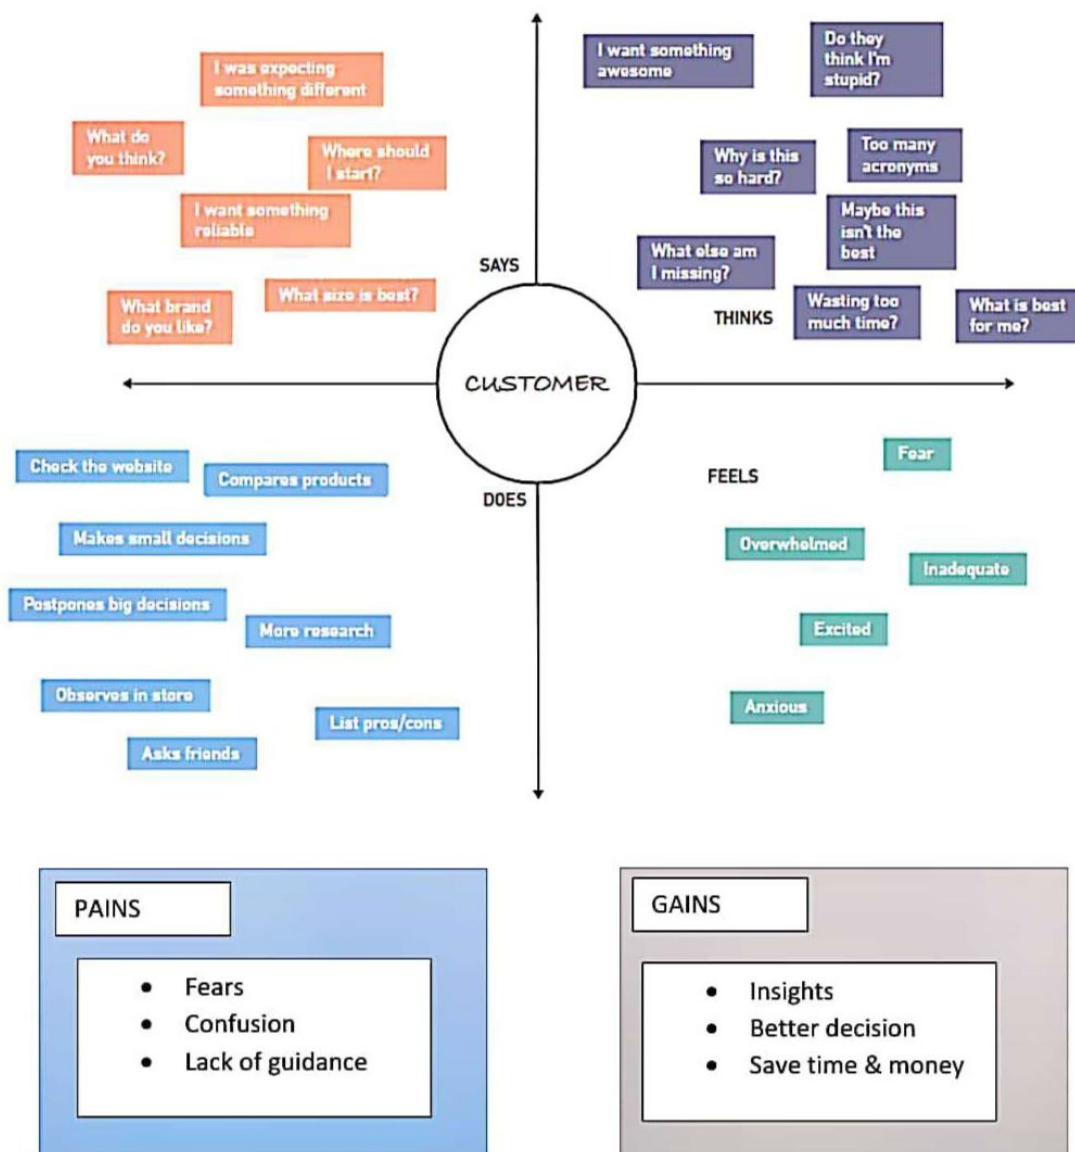 I was expecting
something different
What do
you think?
Where should
I start?
I want something
reliable
What brand
do you like?
What size is best?
SAYS
I want something
awesome
Do they
think I'm
stupid?
Why is this
so hard?
Too many
acronyms
Maybe this
isn't the
best
What else am
I missing?
Wasting too
much time?
What is best
for me?
THINKS
CUSTOMER
Check the website
Compares products
DOES
Makes small decisions
Postpones big decisions
More research
Observes in store
List pros/cons
Asks friends
FEELS
Fear
Overwhelmed
Inadequate
Excited
Anxious
PAINS
• Fears
• Confusion
• Lack of guidance
GAINS
• Insights
• Better decision
• Save time & money